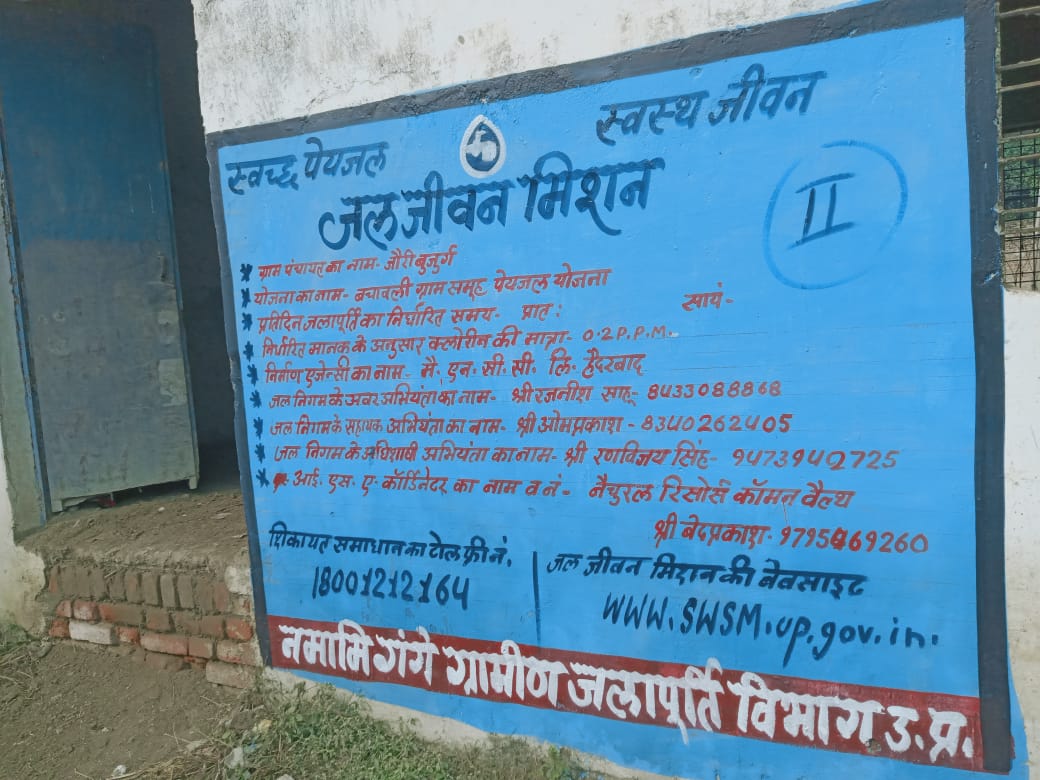 स्वच्छ पेयजल
स्वस्थ जीवन
जल जीवन मिशन
II
* ग्राम पंचायत का नाम- जौरी बुजुर्ग
* योजना का नाम- बचावली ग्राम समूह पेयजल योजना
* प्रतिदिन जलापूर्ति का निर्धारित समय- प्रात: सायं-
* निर्धारित मानक के अनुसार क्लोरीन की मात्रा- 0.2 P.P.M.
* निर्माण एजेन्सी का नाम- मै. एन. सी. सी. लि. हैदरबाद
* जल निगम के अवर अभियंता का नाम- श्री रजनीश साहू- 8433088868
* जल निगम के सहायक अभियंता का नाम- श्री ओमप्रकाश - 8340262405
* जल निगम के अधिशाषी अभियंता का नाम- श्री रणविजय सिंह- 9473940725
* आई. एस. ए- कॉर्डिनेटर का नाम व नं- नैचुरल रिसोर्स कॉमन वैल्थ
श्री बेदप्रकाश- 9795469260
शिकायत समाधान का टोल फ्री नं.
18001212164
जल जीवन मिशन की वेवसाइट
WWW.SWSM.up.gov.in.
नमामि गंगे ग्रामीण जलापूर्ति विभाग उ.प्र.